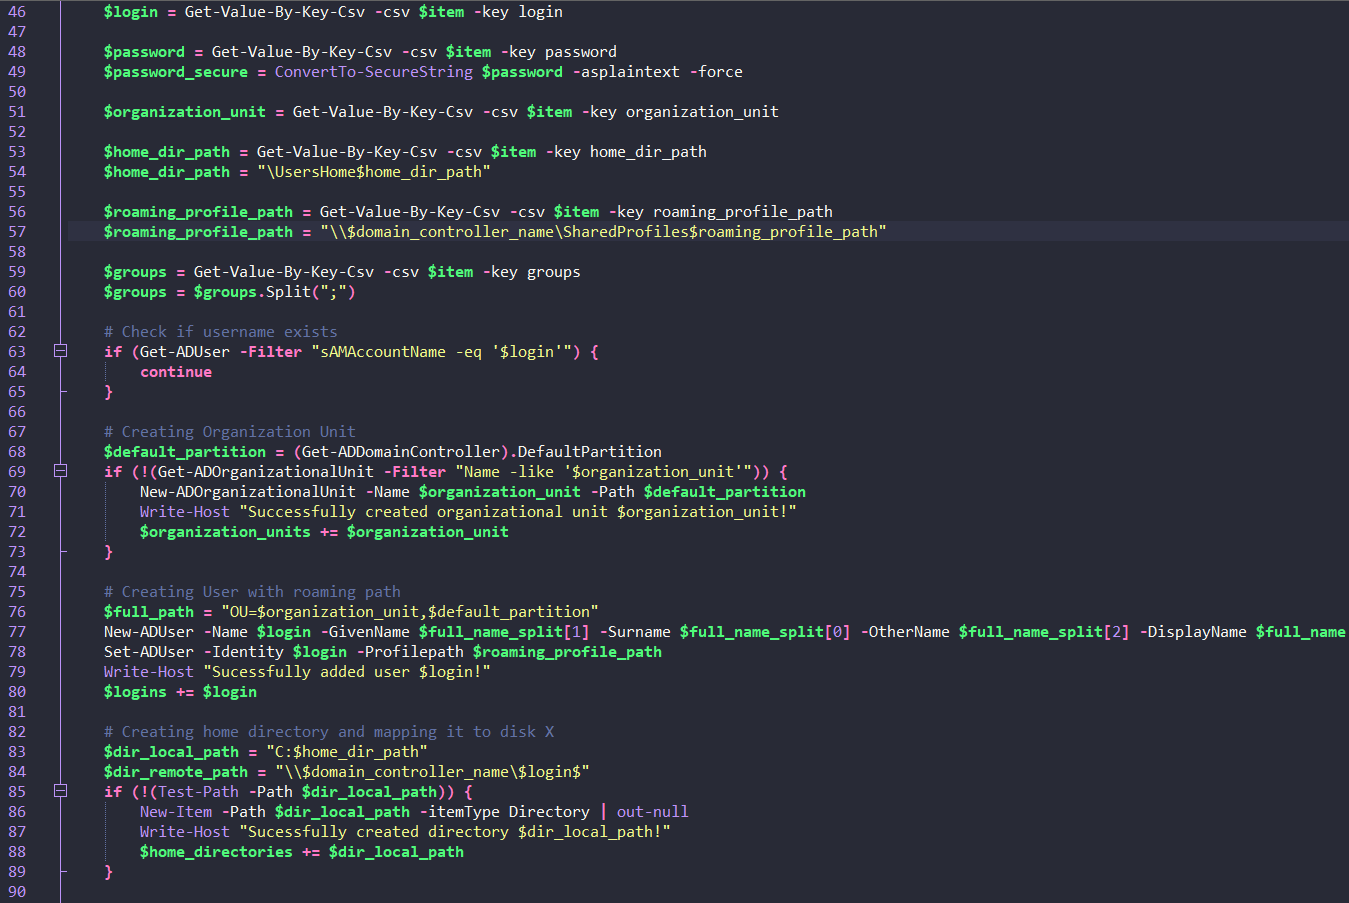 46 $login = Get-Value-By-Key-Csv -csv $item -key login
47
48 $password = Get-Value-By-Key-Csv -csv $item -key password
49 $password_secure = ConvertTo-SecureString $password -asplaintext -force
50
51 $organization_unit = Get-Value-By-Key-Csv -csv $item -key organization_unit
52
53 $home_dir_path = Get-Value-By-Key-Csv -csv $item -key home_dir_path
54 $home_dir_path = "\UsersHome$home_dir_path"
55
56 $roaming_profile_path = Get-Value-By-Key-Csv -csv $item -key roaming_profile_path
57 $roaming_profile_path = "\\$domain_controller_name\SharedProfiles$roaming_profile_path"
58
59 $groups = Get-Value-By-Key-Csv -csv $item -key groups
60 $groups = $groups.Split(";")
61
62 # Check if username exists
63 if (Get-ADUser -Filter "sAMAccountName -eq '$login'") {
64 continue
65 }
66
67 # Creating Organization Unit
68 $default_partition = (Get-ADDomainController).DefaultPartition
69 if (!(Get-ADOrganizationalUnit -Filter "Name -like '$organization_unit'")) {
70 New-ADOrganizationalUnit -Name $organization_unit -Path $default_partition
71 Write-Host "Successfully created organizational unit $organization_unit!"
72 $organization_units += $organization_unit
73 }
74
75 # Creating User with roaming path
76 $full_path = "OU=$organization_unit,$default_partition"
77 New-ADUser -Name $login -GivenName $full_name_split[1] -Surname $full_name_split[0] -OtherName $full_name_split[2] -DisplayName $full_name
78 Set-ADUser -Identity $login -Profilepath $roaming_profile_path
79 Write-Host "Sucessfully added user $login!"
80 $logins += $login
81
82 # Creating home directory and mapping it to disk X
83 $dir_local_path = "C:$home_dir_path"
84 $dir_remote_path = "\\$domain_controller_name\$login$"
85 if (!(Test-Path -Path $dir_local_path)) {
86 New-Item -Path $dir_local_path -itemType Directory | out-null
87 Write-Host "Sucessfully created directory $dir_local_path!"
88 $home_directories += $dir_local_path
89 }
90